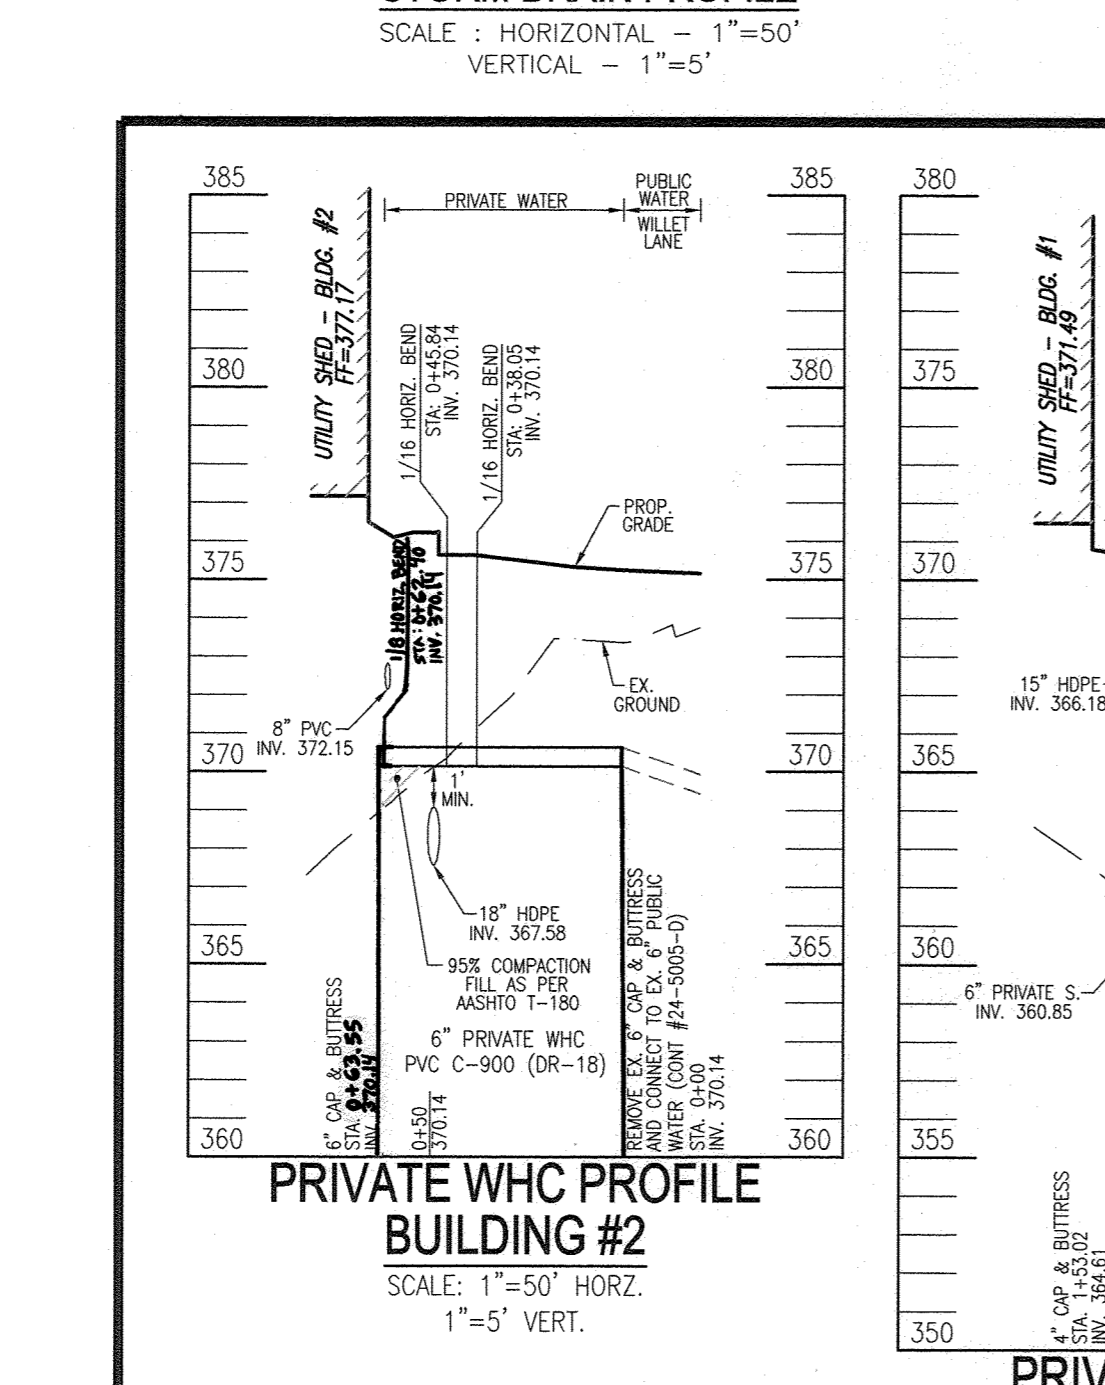 SCALE : HORIZONTAL - 1"=50'
VERTICAL - 1"=5'
385
PRIVATE WATER
PUBLIC
WATER
WILLET
LANE
385
380
UTILITY SHED - BLDG. #2
FF=377.17
UTILITY SHED - BLDG. #1
FF=371.49
1/16 HORIZ. BEND
STA: 0+45.84
INV. 370.14
1/16 HORIZ. BEND
STA: 0+38.05
INV. 370.14
380
380
375
PROP.
GRADE
375
375
370
1/8 HORIZ. BEND
STA: 0+62.40
INV. 370.14
EX.
GROUND
15" HDPE
INV. 366.18
8" PVC
INV. 372.15
370
370
365
1'
MIN.
18" HDPE
INV. 367.58
365
365
360
95% COMPACTION
FILL AS PER
AASHTO T-180
6" PRIVATE S.
INV. 360.85
6" PRIVATE WHC
PVC C-900 (DR-18)
6" CAP & BUTTRESS
STA. 0+63.55
INV. 370.14
0+50
370.14
REMOVE EX. 6" CAP & BUTTRESS
AND CONNECT TO EX. 6" PUBLIC
WATER (CONT #24-5005-D)
STA. 0+00
INV. 370.14
360
360
355
PRIVATE WHC PROFILE
BUILDING #2
SCALE: 1"=50' HORZ.
1"=5' VERT.
4" CAP & BUTTRESS
STA. 1+53.02
INV. 364.61
350
PRIV